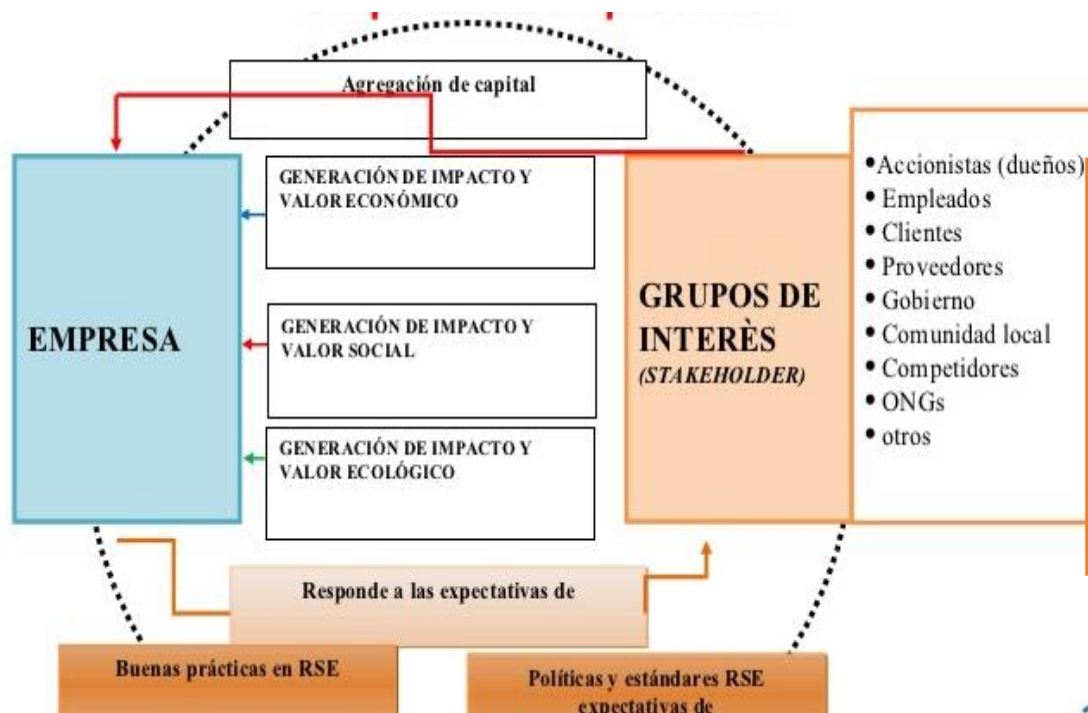 Agregación de capital
EMPRESA
GENERACIÓN DE IMPACTO Y
VALOR ECONÓMICO
GENERACIÓN DE IMPACTO Y
VALOR SOCIAL
GENERACIÓN DE IMPACTO Y
VALOR ECOLÓGICO
GRUPOS DE
INTERÈS
(STAKEHOLDER)
•Accionistas (dueños)
• Empleados
• Clientes
• Proveedores
• Gobierno
• Comunidad local
• Competidores
• ONGs
• otros
Responde a las expectativas de
Buenas prácticas en RSE
Políticas y estándares RSE
expectativas de